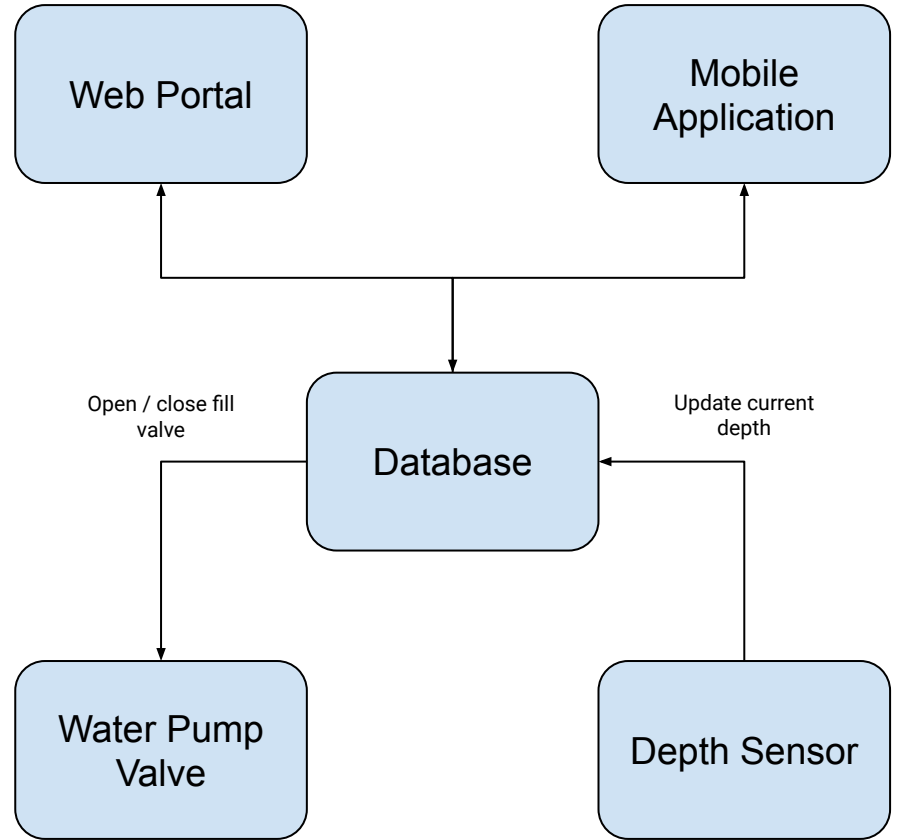 Web Portal
Mobile
Application
Open / close fill
valve
Update current
depth
Database
Water Pump
Valve
Depth Sensor